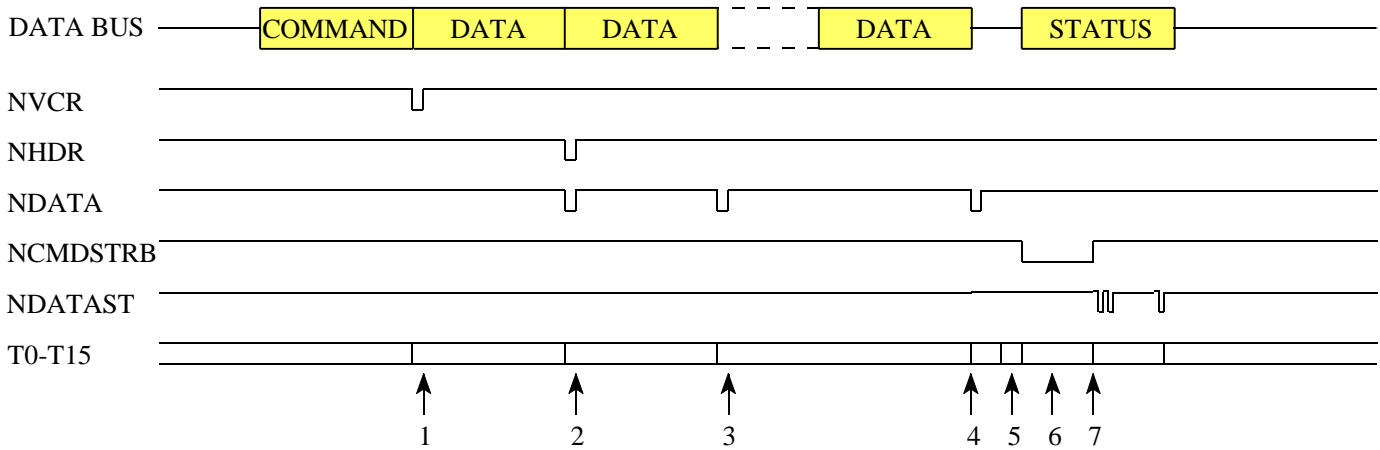 DATA BUS COMMAND DATA DATA DATA STATUS
NVCR
NHDR
NDATA
NCMDSTRB
NDATAST
T0-T15
1 2 3 4 5 6 7